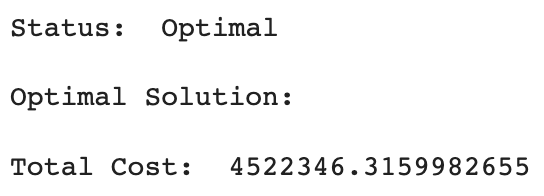 Status:  Optimal
Optimal Solution:
Total Cost:  4522346.3159982655